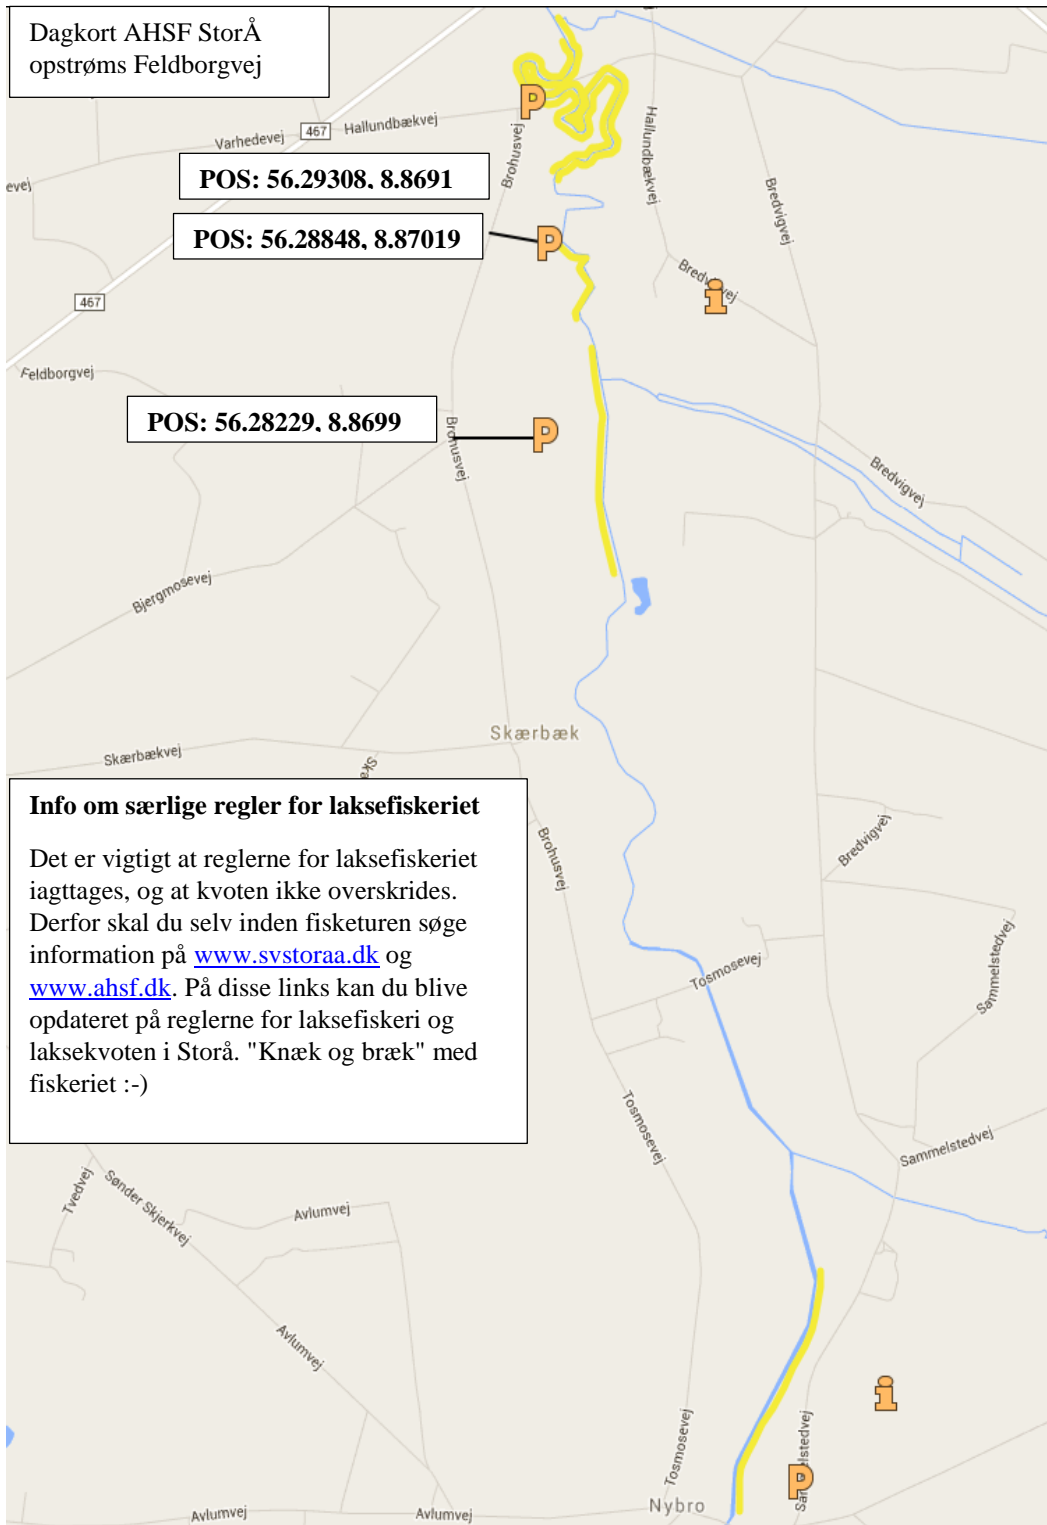 Dagkort AHSF StorÅ
opstrøms Feldborgvej
Varhedevej
467
Hallundbækvej
Brohusvej
Hallundbækvej
Bredvigvej
evej
P
POS: 56.29308, 8.8691
POS: 56.28848, 8.87019
P
Bredvigvej
i
467
Feldborgvej
POS: 56.28229, 8.8699
P
Brohusvej
Bredvigvej
Bjergmosevej
Skærbæk
Skærbækvej
Ska
Info om særlige regler for laksefiskeriet
Det er vigtigt at reglerne for laksefiskeriet
iagttages, og at kvoten ikke overskrides.
Derfor skal du selv inden fisketuren søge
information på www.svstoraa.dk og
www.ahsf.dk. På disse links kan du blive
opdateret på reglerne for laksefiskeri og
laksekvoten i Storå. "Knæk og bræk" med
fiskeriet :-)
Brohusvej
Bredvigvej
Tosmosevej
Sammelstedvej
Tosmosevej
Sammelstedvej
Tvedvej
Sønder Skjerkvej
Avlumvej
Avlumvej
i
Tosmosevej
Sammelstedvej
P
Nybro
Avlumvej
Avlumvej